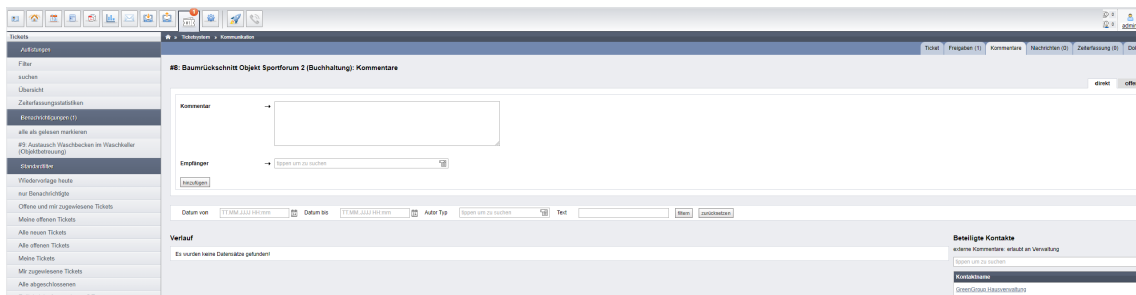 1
0
0
admin
Tickets
Ticketsystem ▸ Kommunikation
Auflistungen
Ticket Freigaben (1) Kommentare Nachrichten (0) Zeiterfassung (0)
Filter
#8: Baumrückschnitt Objekt Sportforum 2 (Buchhaltung): Kommentare
suchen
Übersicht
direkt
Zeiterfassungsstatistiken
Kommentar
Benachrichtigungen (1)
alle als gelesen markieren
#9: Austausch Waschbecken im Waschkeller
(Objektbetreuung)
Empfänger tippen um zu suchen
Standardfilter
Wiedervorlage heute
hinzufügen
nur Benachrichtigte
Offene und mir zugewiesene Tickets
Datum von TT.MM.JJJJ HH:mm Datum bis TT.MM.JJJJ HH:mm Autor Typ tippen um zu suchen Text filtern zurücksetzen
Meine offenen Tickets
Alle neuen Tickets
Verlauf
Beteiligte Kontakte
Alle offenen Tickets
externe Kommentare: erlaubt an Verwaltung
Es wurden keine Datensätze gefunden!
Meine Tickets
tippen um zu suchen
Mir zugewiesene Tickets
Kontaktname
Alle abgeschlossenen
GreenGroup Hausverwaltung